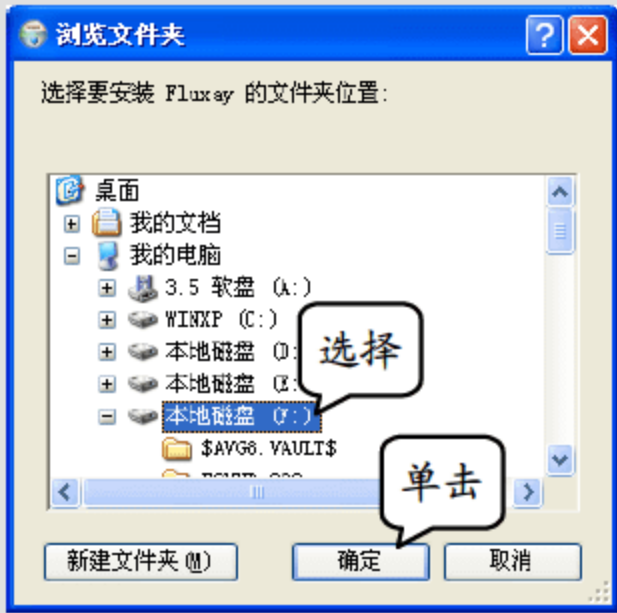 浏览文件夹
选择要安装 Fluxay 的文件夹位置:
桌面
我的文档
我的电脑
3.5 软盘 (A:)
WINXP (C:)
本地磁盘 (D:
选择
本地磁盘 (E:
本地磁盘 (F:)
$AVG8.VAULT$
单击
新建文件夹(M)
确定
取消